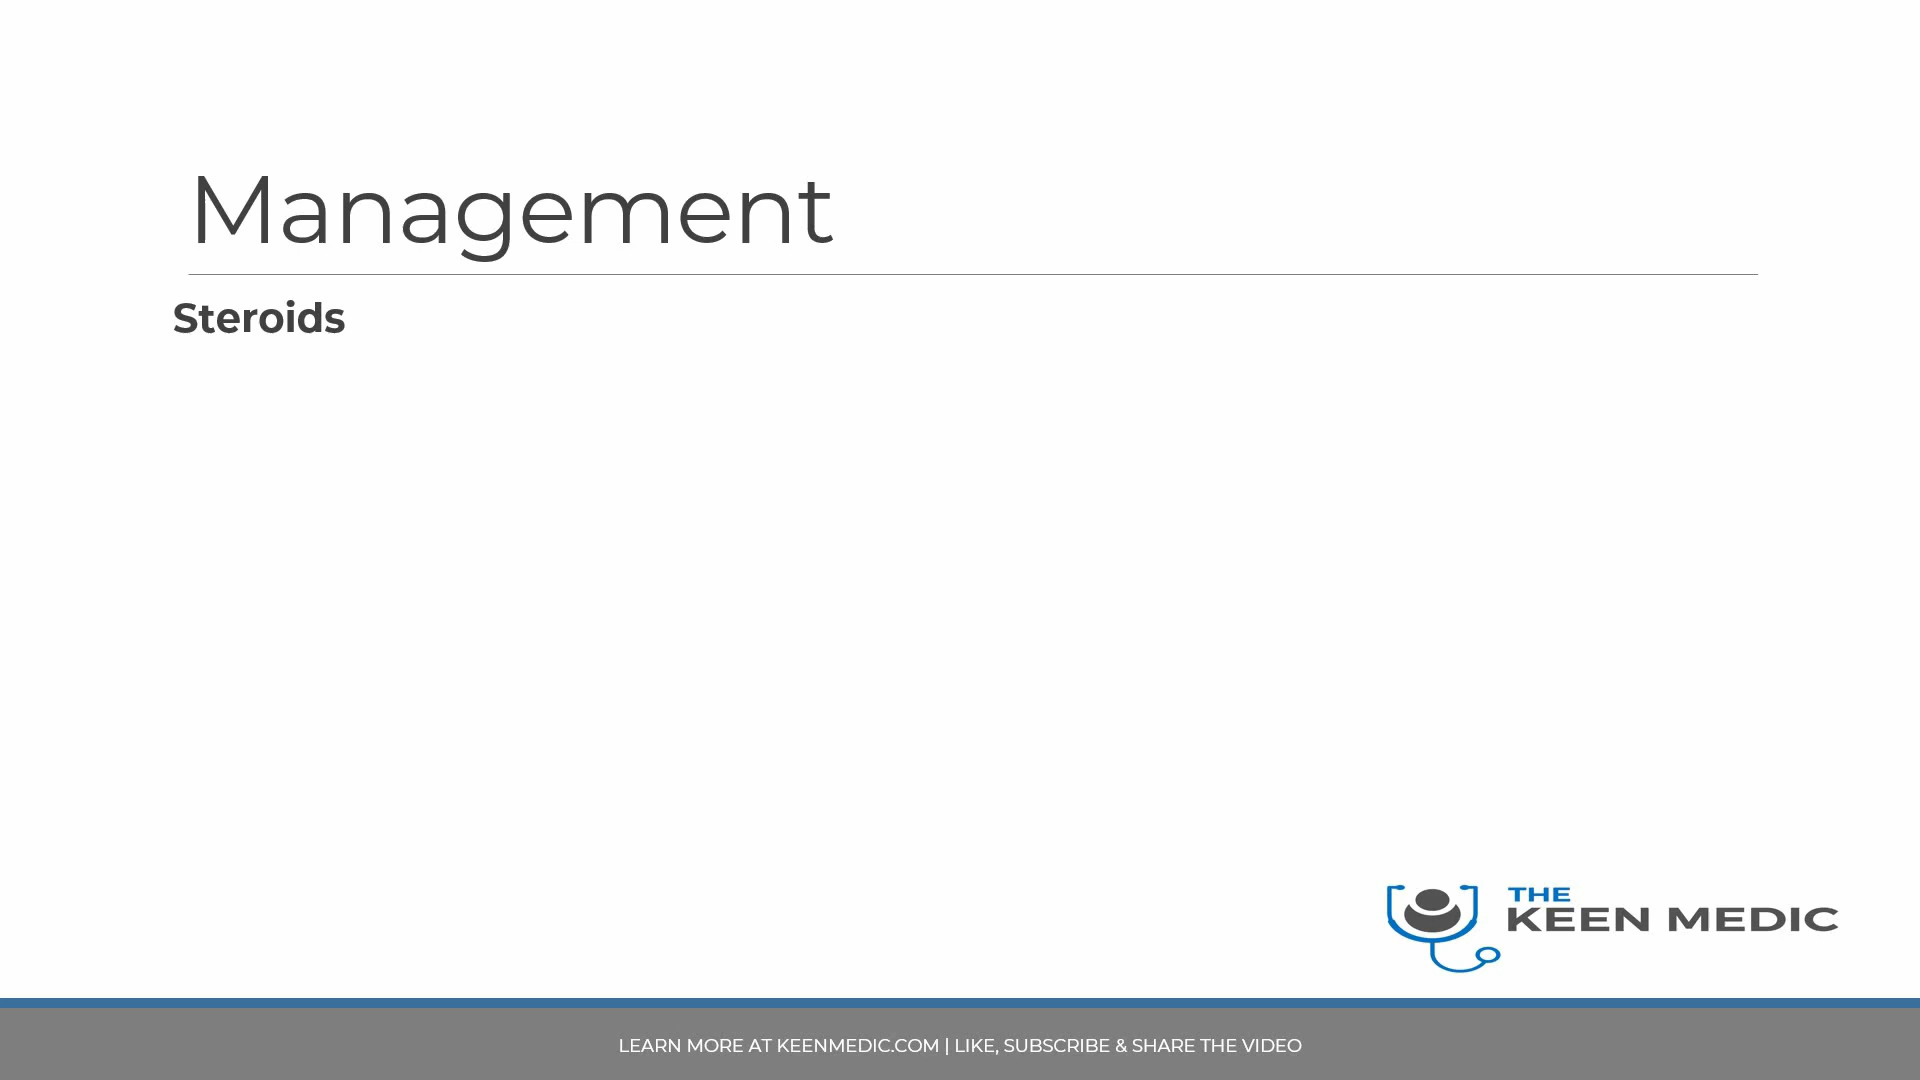 Management
Steroids
THE
KEEN MEDIC
LEARN MORE AT KEENMEDIC.COM | LIKE, SUBSCRIBE & SHARE THE VIDEO